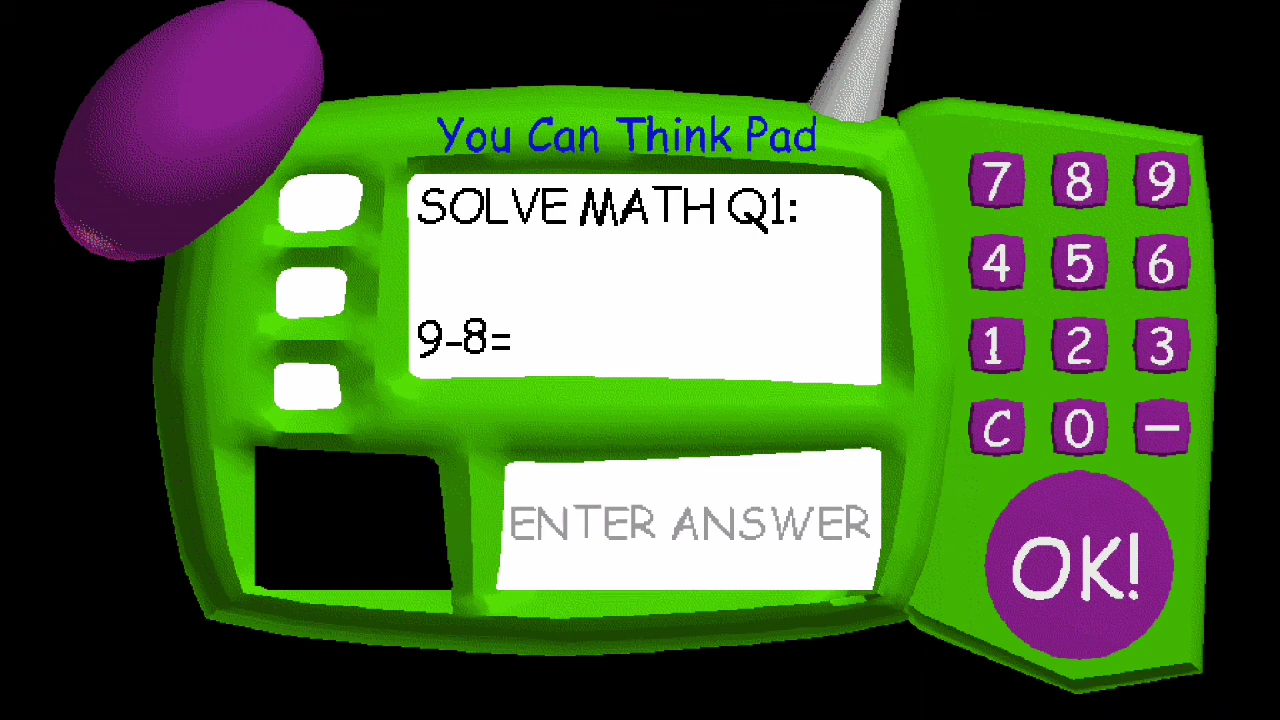 You Can Think Pad
SOLVE MATH Q1:
9-8=
ENTER ANSWER
7 8 9
4 5 6
1 2 3
C 0 −
OK!